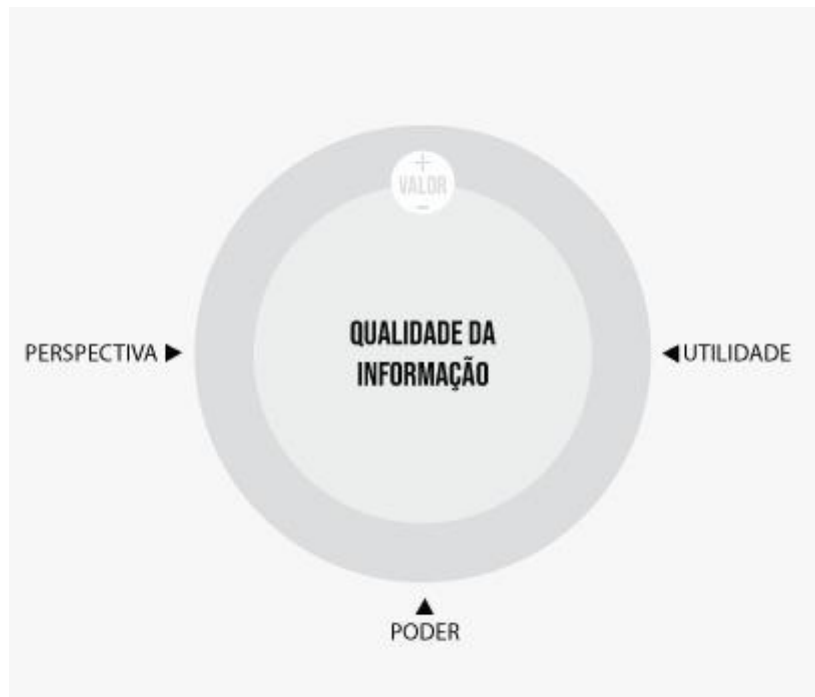 +
VALOR
-
QUALIDADE DA
INFORMAÇÃO
PERSPECTIVA ►
◄UTILIDADE
▲
PODER